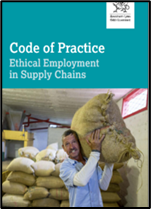 Code of Practice
Ethical Employment
in Supply Chains